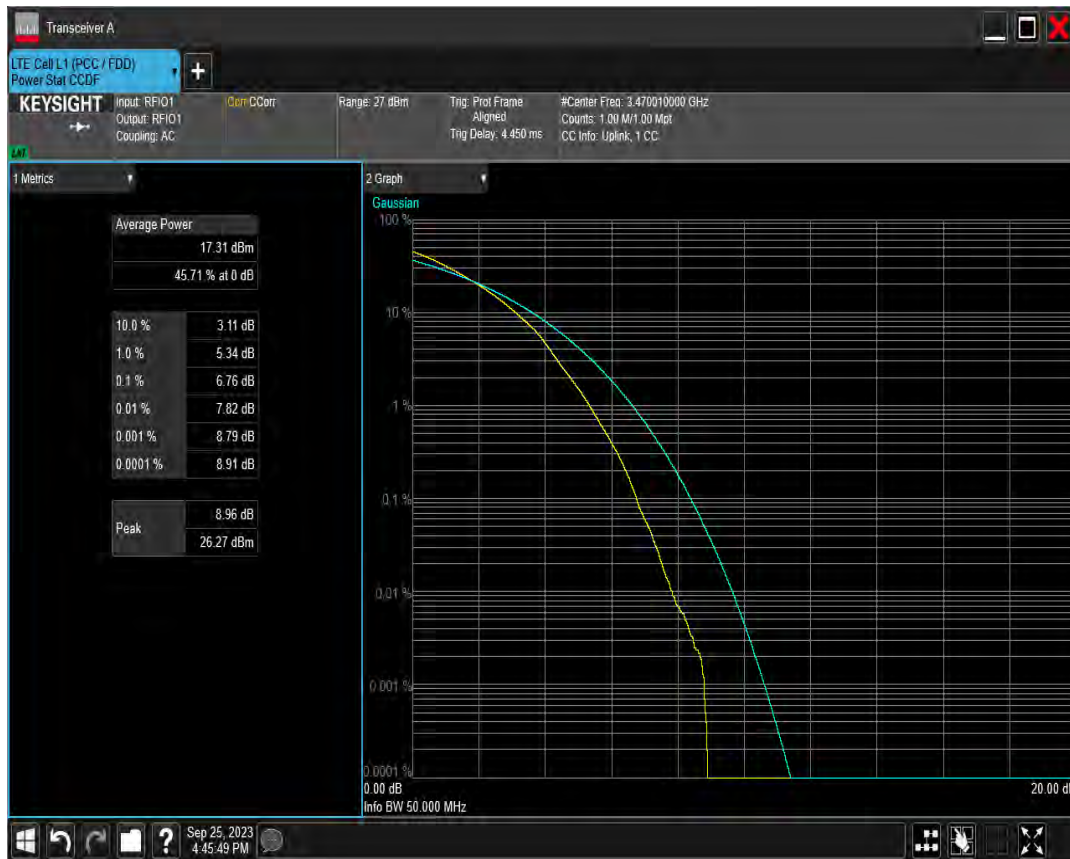 Transceiver A
LTE Cell L1 (PCC / FDD)
Power Stat CCDF
KEYSIGHT
Input: RFIO1
Output: RFIO1
Coupling: AC
Corr CCorr
Range: 27 dBm
Trig: Prot Frame
Aligned
Trig Delay: 4.450 ms
#Center Freq: 3.470010000 GHz
Counts: 1.00 M/1.00 Mpt
CC Info: Uplink, 1 CC
1 Metrics
Average Power
17.31 dBm
45.71 % at 0 dB
10.0 % 3.11 dB
1.0 % 5.34 dB
0.1 % 6.76 dB
0.01 % 7.82 dB
0.001 % 8.79 dB
0.0001 % 8.91 dB
Peak
8.96 dB
26.27 dBm
2 Graph
Gaussian
100 %
10 %
1 %
0.1 %
0.01 %
0.001 %
0.0001 %
0.00 dB
20.00 d
Info BW 50.000 MHz
Sep 25, 2023
4:45:49 PM